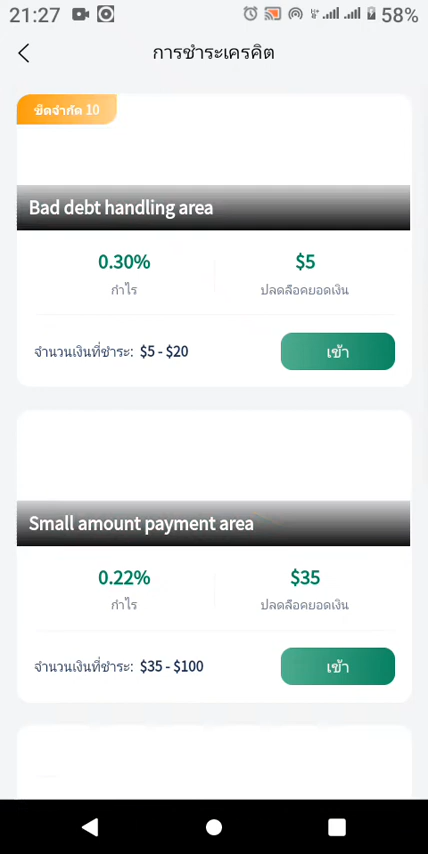 21:27
58%
การชำระเครคิต
ขีดจำกัด 10
Bad debt handling area
0.30%
$5
กำไร
ปลดล็อคยอดเงิน
จำนวนเงินที่ชำระ: $5 - $20
เข้า
Small amount payment area
0.22%
$35
กำไร
ปลดล็อคยอดเงิน
จำนวนเงินที่ชำระ: $35 - $100
เข้า